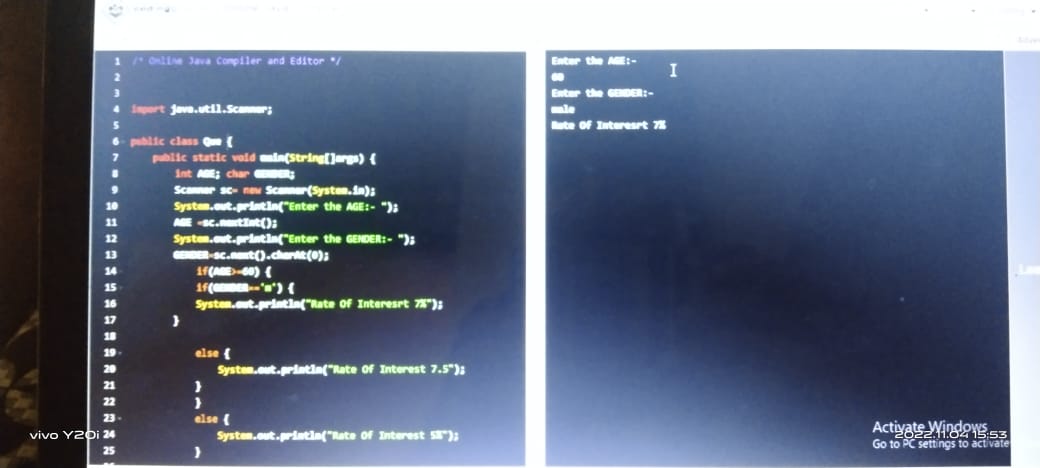 1 /* Online Java Compiler and Editor */
2
3
4 import java.util.Scanner;
5
6 public class Que {
7 public static void main(String[]args) {
8 int AGE; char GENDER;
9 Scanner sc= new Scanner(System.in);
10 System.out.println("Enter the AGE:- ");
11 AGE =sc.nextInt();
12 System.out.println("Enter the GENDER:- ");
13 GENDER=sc.next().charAt(0);
14 if(AGE>=60) {
15 if(GENDER=='m') {
16 System.out.println("Rate Of Interesrt 7%");
17 }
18
19 else {
20 System.out.println("Rate Of Interest 7.5");
21 }
22 }
23 else {
24 System.out.println("Rate Of Interest 5%");
25 }
Enter the AGE:-
60
Enter the GENDER:-
male
Rate Of Interesrt 7%
Activate Windows
Go to PC settings to activate
vivo Y20i
2022.11.04 15:53